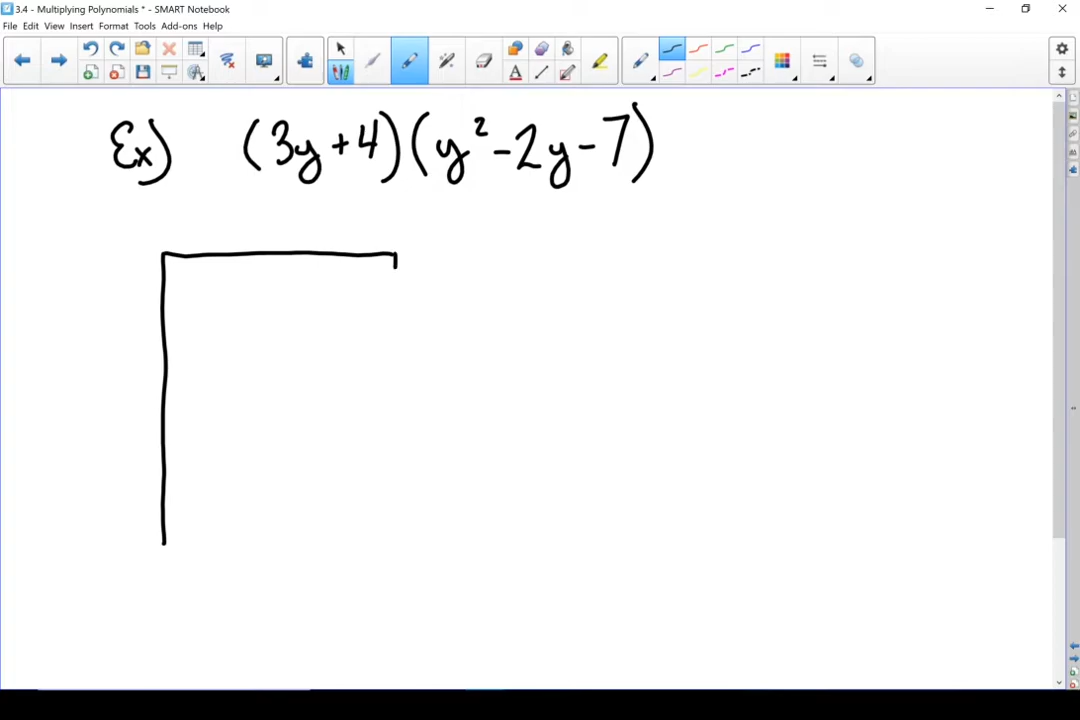 3.4 - Multiplying Polynomials * - SMART Notebook
File Edit View Insert Format Tools Add-ons Help
Ex) (3y+4)(y²-2y-7)